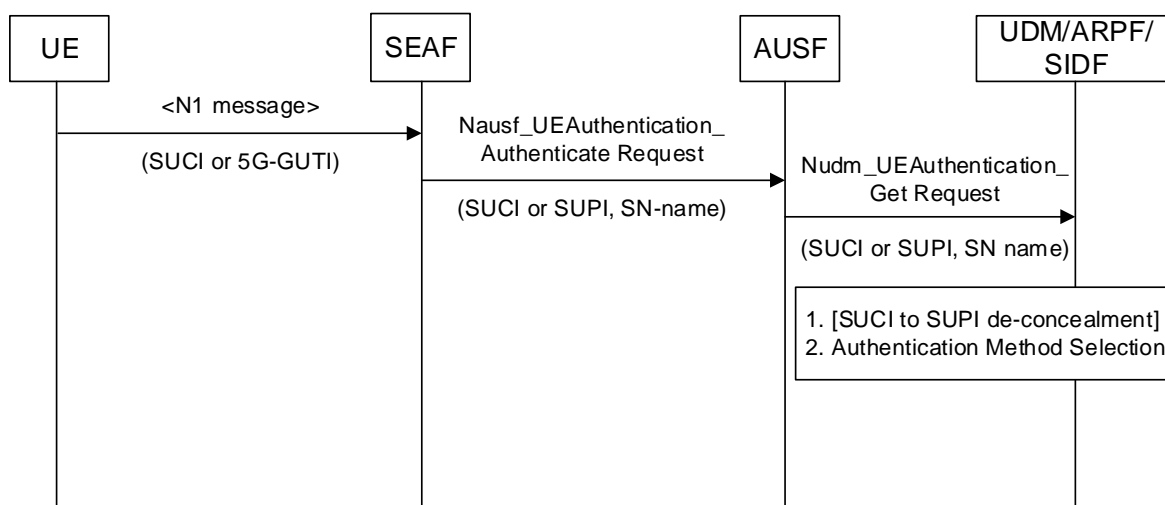 UE
SEAF
AUSF
UDM/ARPF/
SIDF
<N1 message>
(SUCI or 5G-GUTI)
Nausf_UEAuthentication_
Authenticate Request
(SUCI or SUPI, SN-name)
Nudm_UEAuthentication_
Get Request
(SUCI or SUPI, SN name)
1. [SUCI to SUPI de-concealment]
2. Authentication Method Selection